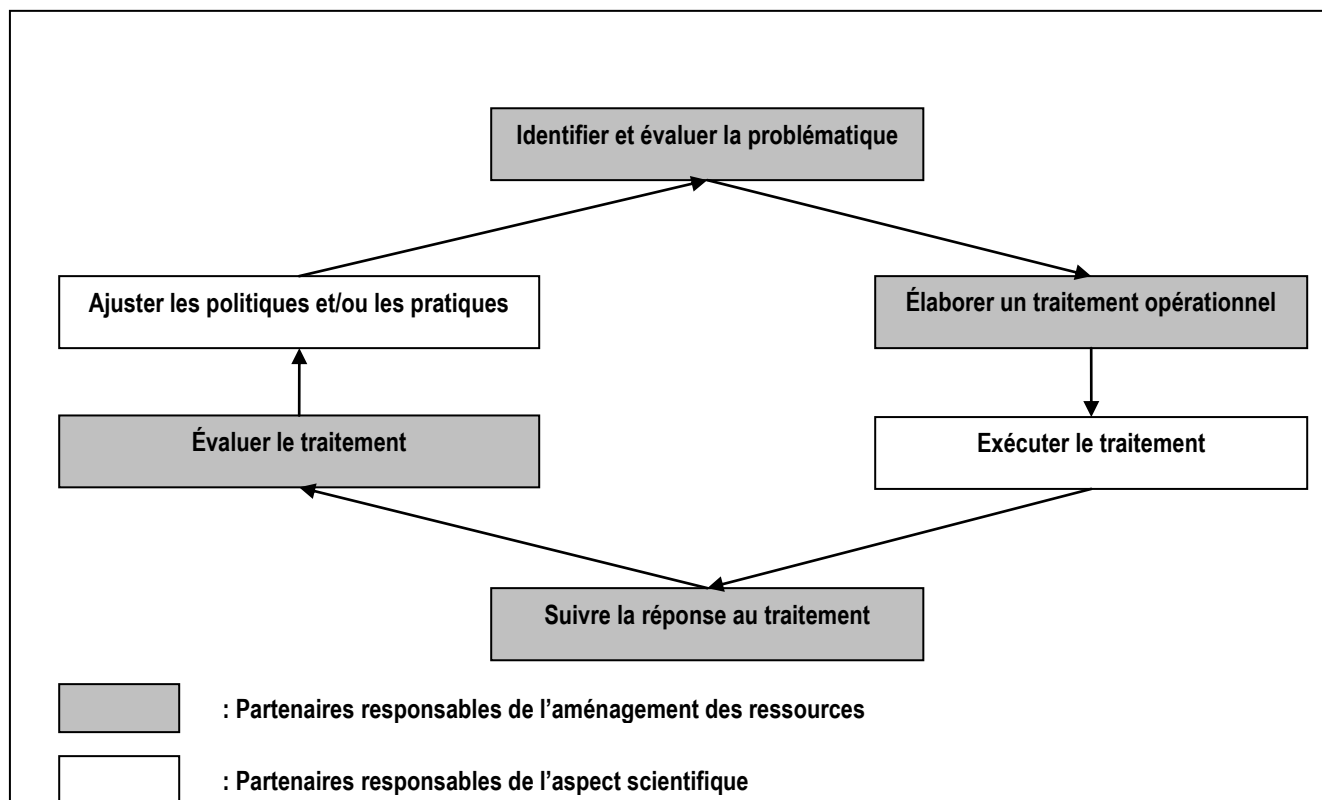 Identifier et évaluer la problématique
Ajuster les politiques et/ou les pratiques
Élaborer un traitement opérationnel
Évaluer le traitement
Exécuter le traitement
Suivre la réponse au traitement
: Partenaires responsables de l’aménagement des ressources
: Partenaires responsables de l’aspect scientifique